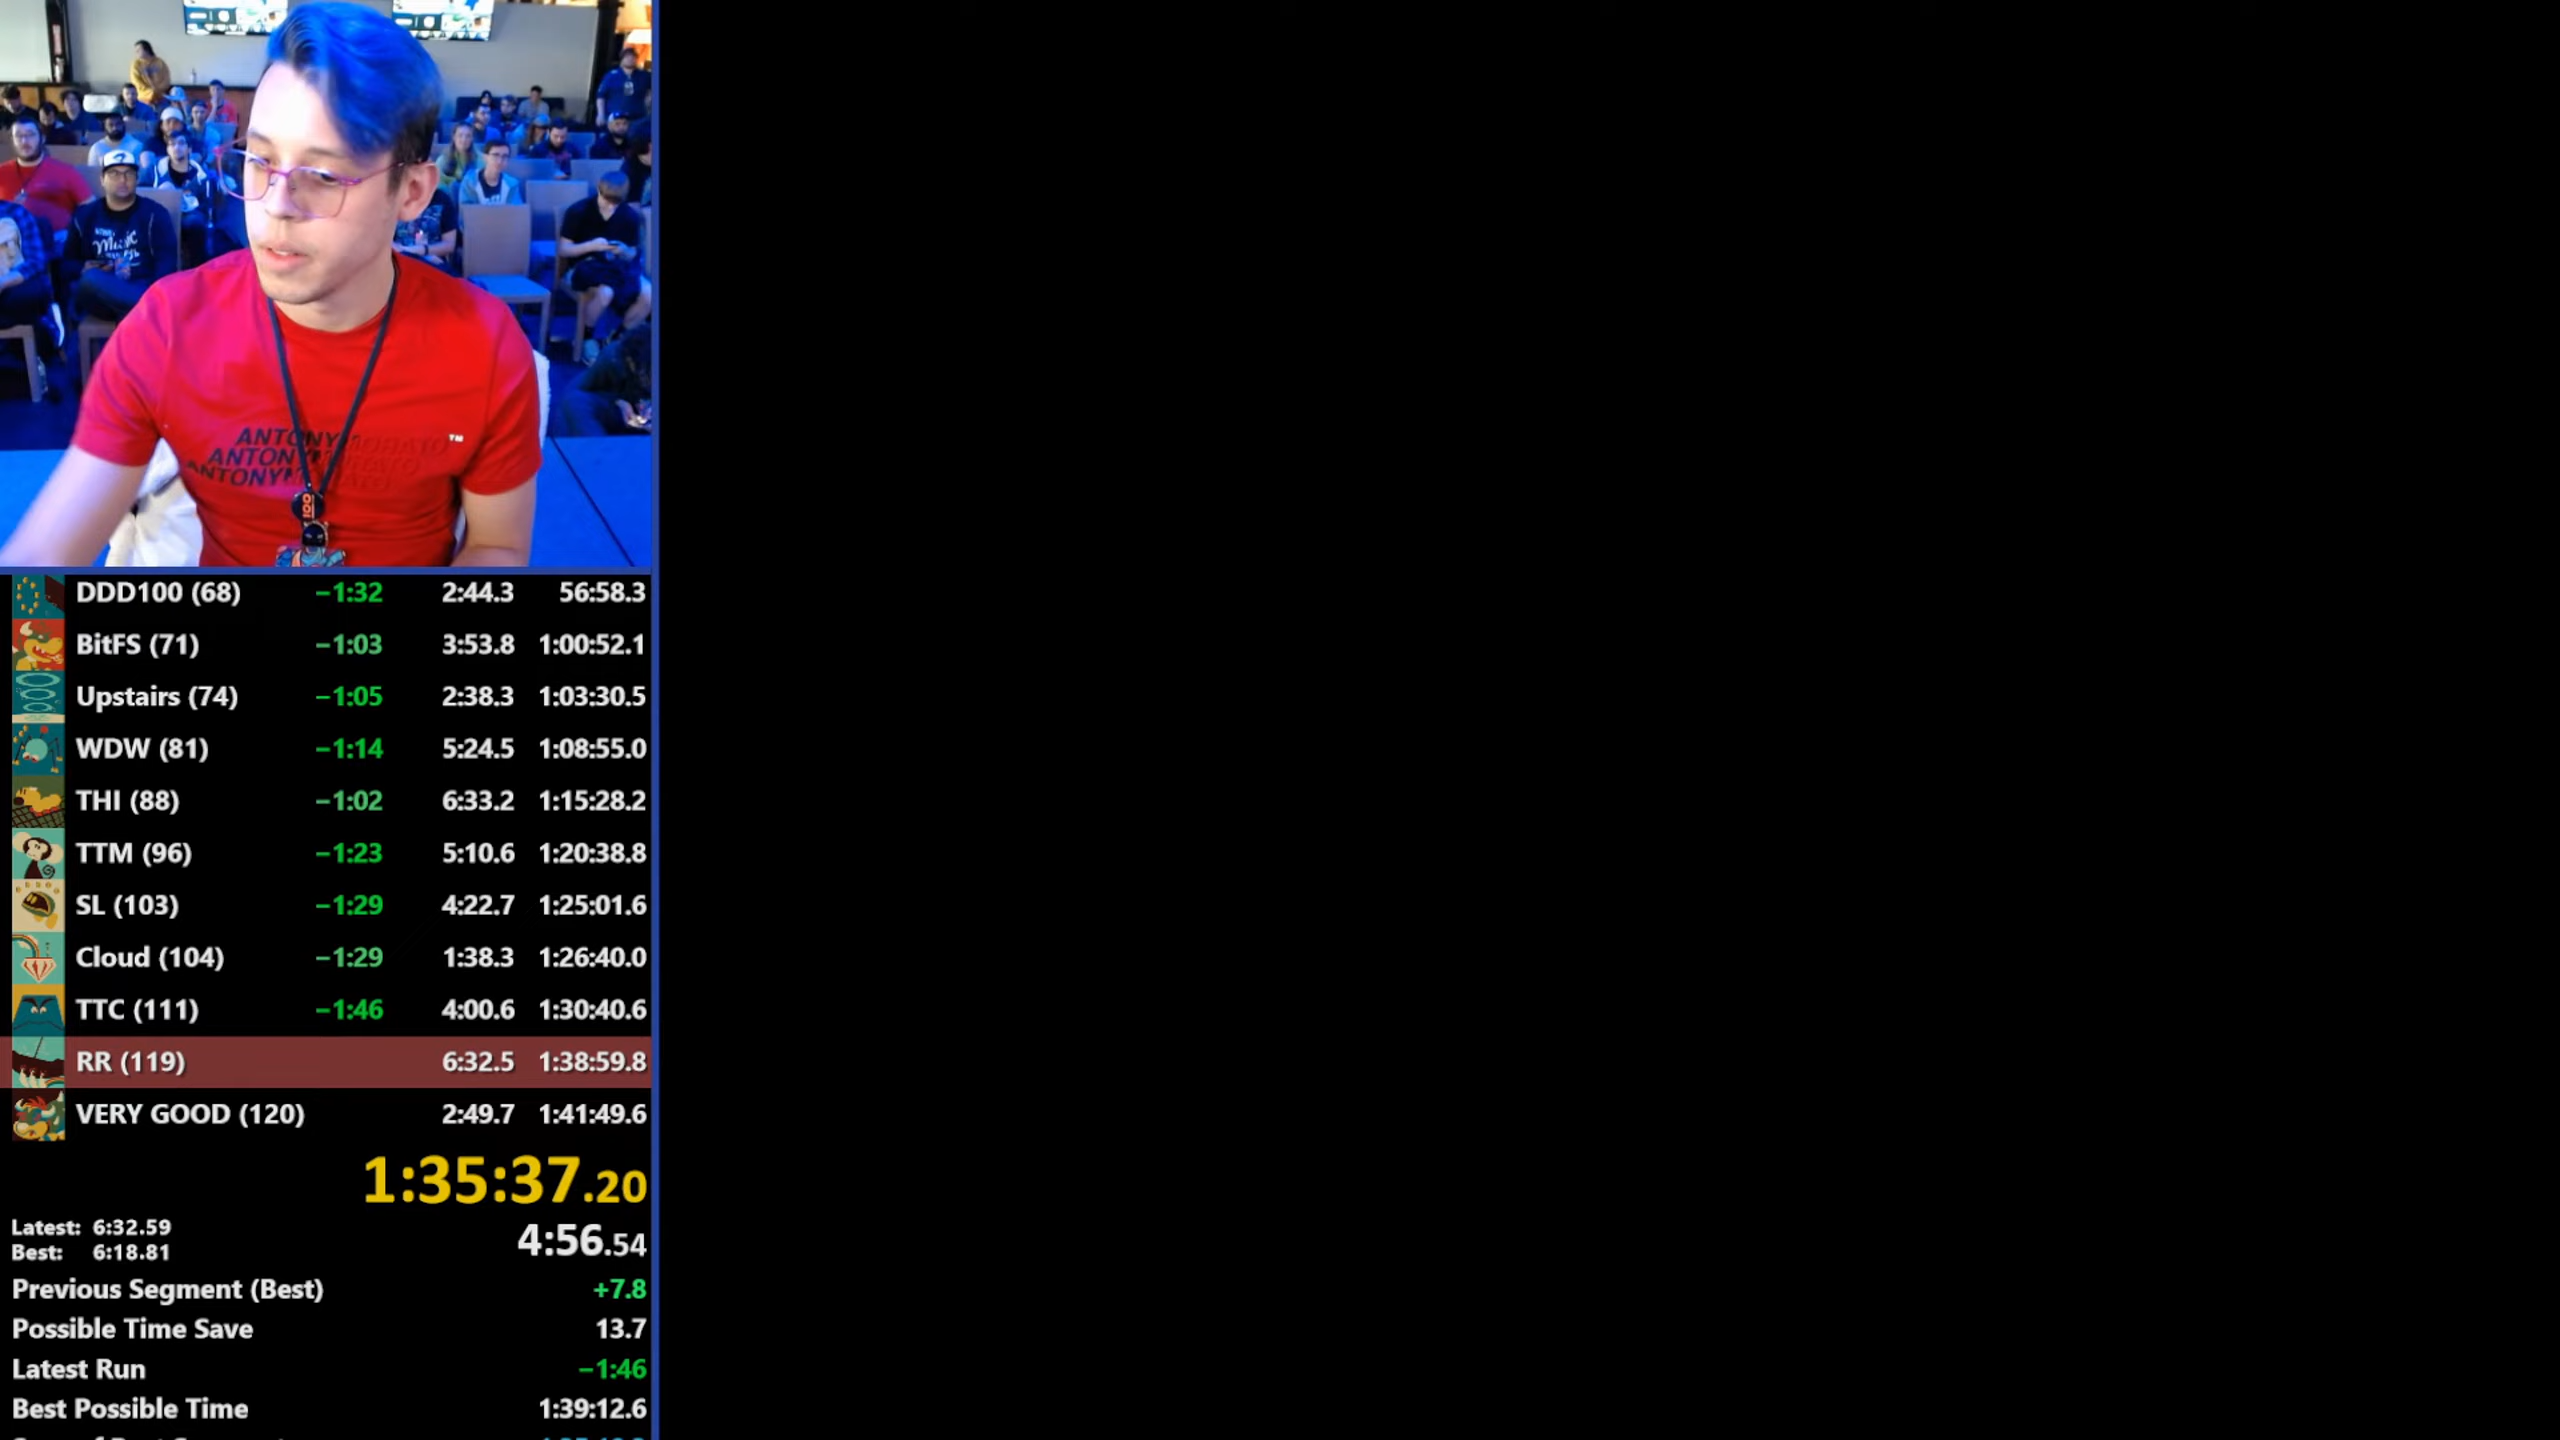 ANTONYMORATO™
ANTONYMORATO
ANTONYMORATO
DDD100 (68) −1:32 2:44.3 56:58.3
BitFS (71) −1:03 3:53.8 1:00:52.1
Upstairs (74) −1:05 2:38.3 1:03:30.5
WDW (81) −1:14 5:24.5 1:08:55.0
THI (88) −1:02 6:33.2 1:15:28.2
TTM (96) −1:23 5:10.6 1:20:38.8
SL (103) −1:29 4:22.7 1:25:01.6
Cloud (104) −1:29 1:38.3 1:26:40.0
TTC (111) −1:46 4:00.6 1:30:40.6
RR (119) 6:32.5 1:38:59.8
VERY GOOD (120) 2:49.7 1:41:49.6
1:35:37.20
Latest: 6:32.59
Best: 6:18.81
4:56.54
Previous Segment (Best) +7.8
Possible Time Save 13.7
Latest Run −1:46
Best Possible Time 1:39:12.6